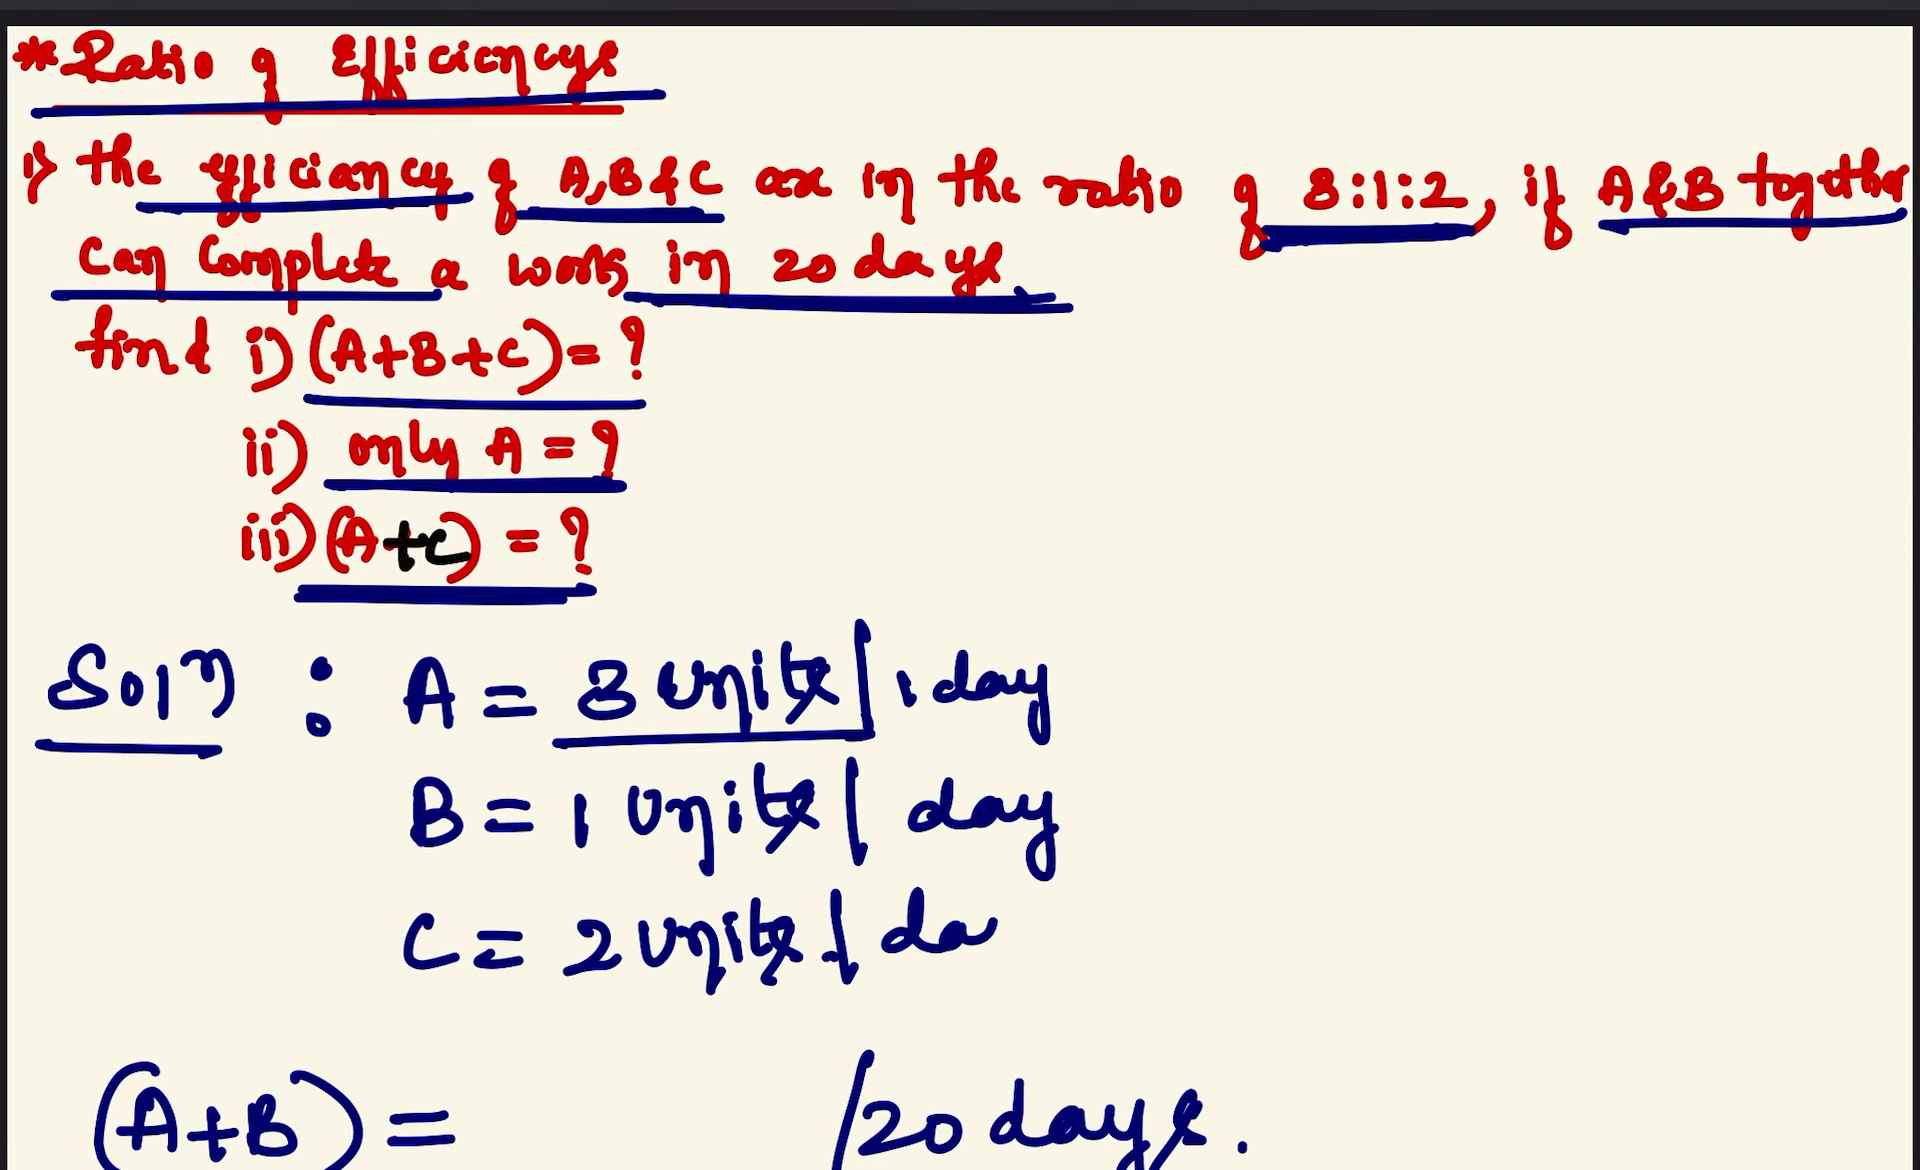 *Ratio of Efficiencys
1) the efficiancy of A,B & C are in the ratio of 3:1:2, if A & B together
can complete a work in 20 days
find i) (A+B+C) = ?
ii) only A = ?
iii) (A+C) = ?
Soln : A = 3 units / 1 day
B = 1 units / day
C = 2 units / da
(A+B) = /20 days.